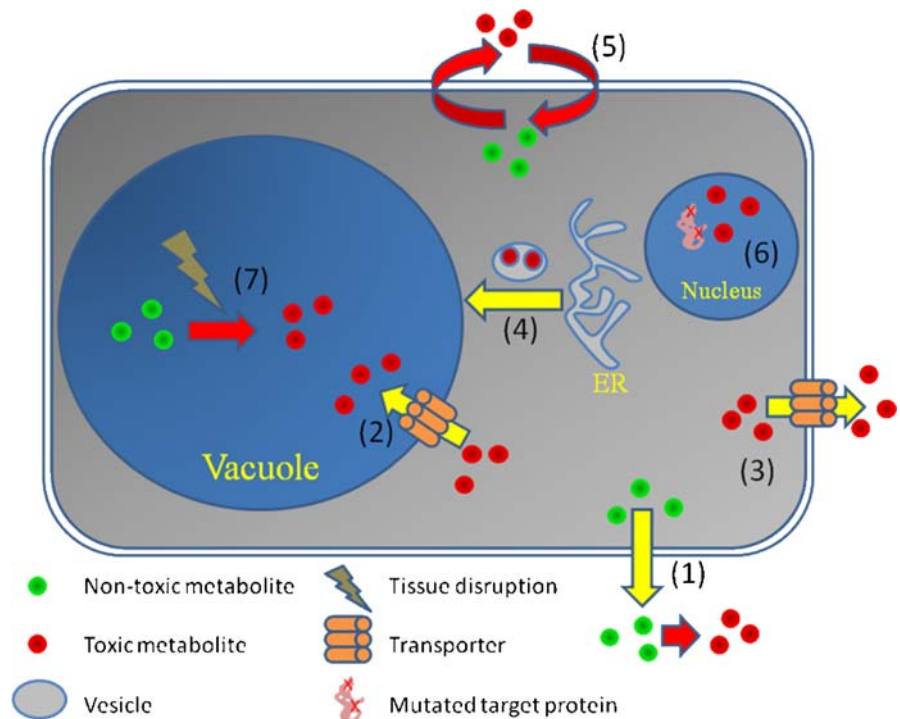 (5)
(7)
(6)
Nucleus
(4)
ER
(2)
Vacuole
(3)
(1)
Non-toxic metabolite
Tissue disruption
Toxic metabolite
Transporter
Vesicle
Mutated target protein